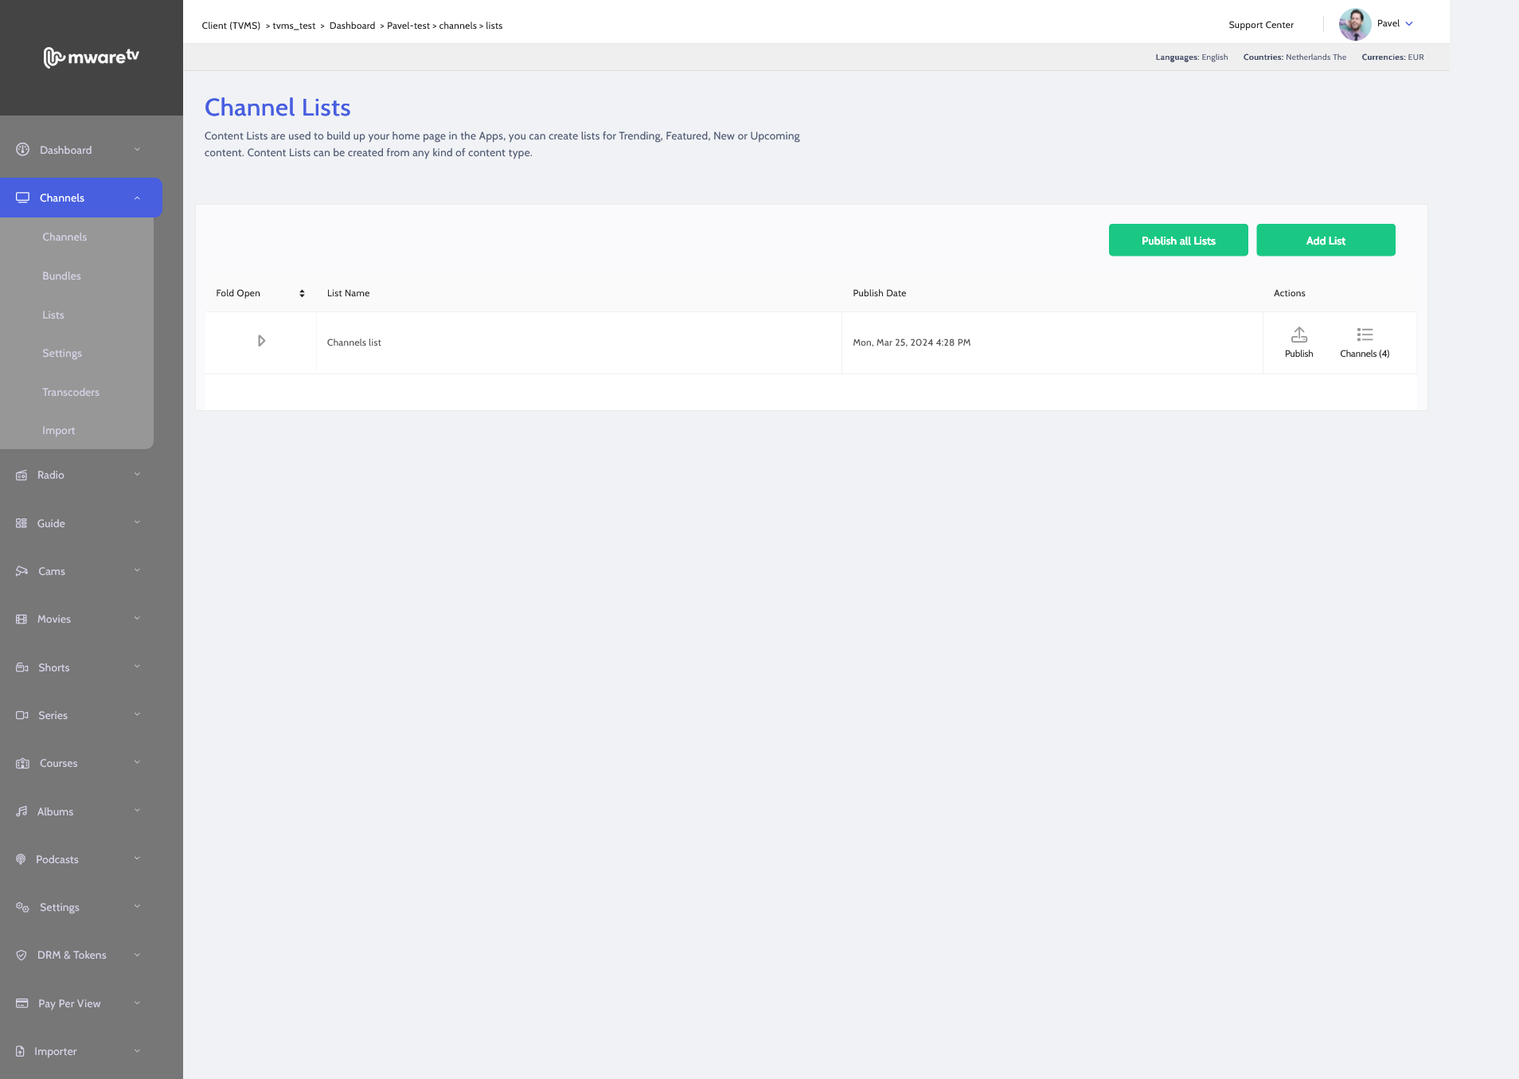 mwaretv
Client (TVMS) > tvms_test > Dashboard > Pavel-test > channels > lists
Support Center
Pavel
Languages: English Countries: Netherlands The Currencies: EUR
Dashboard
Channels
Channels
Bundles
Lists
Settings
Transcoders
Import
Radio
Guide
Cams
Movies
Shorts
Series
Courses
Albums
Podcasts
Settings
DRM & Tokens
Pay Per View
Importer
Channel Lists
Content Lists are used to build up your home page in the Apps, you can create lists for Trending, Featured, New or Upcoming
content. Content Lists can be created from any kind of content type.
Publish all Lists Add List
Fold Open List Name Publish Date Actions
Channels list Mon, Mar 25, 2024 4:28 PM
Publish Channels (4)